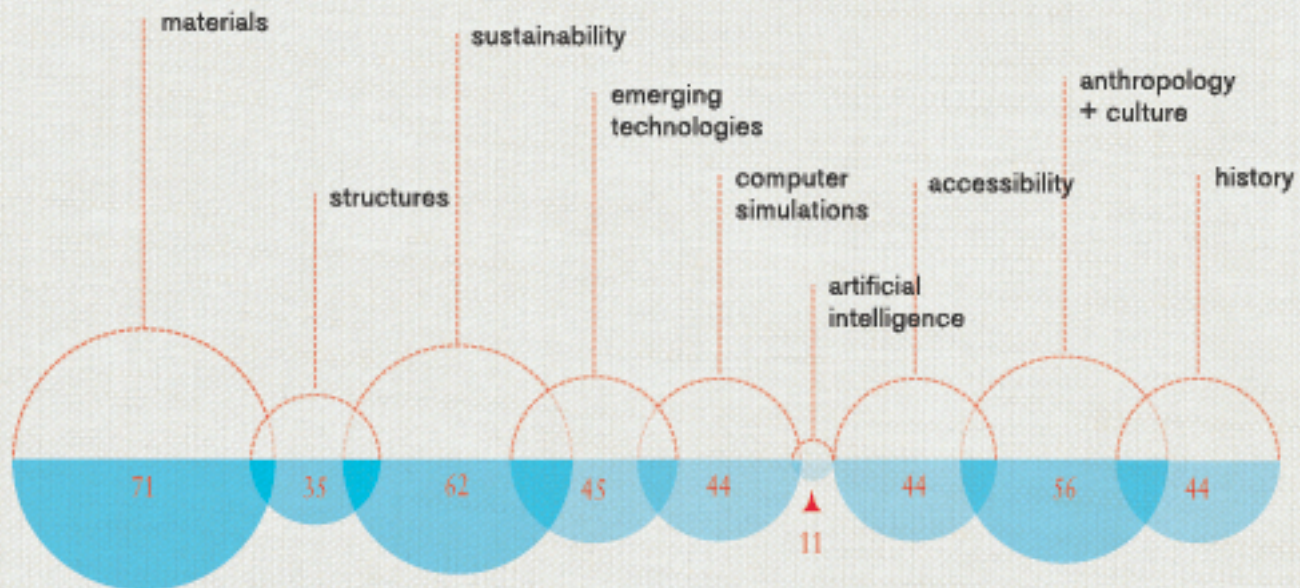 materials
sustainability
emerging
technologies
anthropology
+ culture
structures
computer
simulations
accessibility
history
artificial
intelligence
71
35
62
45
44
44
56
44
11